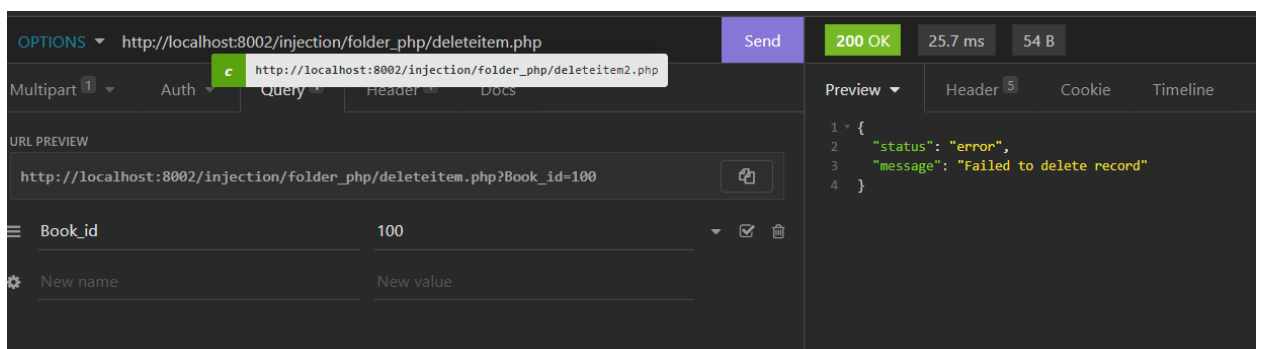 OPTIONS http://localhost:8002/injection/folder_php/deleteitem.php Send
c http://localhost:8002/injection/folder_php/deleteitem2.php
Multipart 1 Auth Query Header Docs
URL PREVIEW
http://localhost:8002/injection/folder_php/deleteitem.php?Book_id=100
Book_id 100
New name New value
200 OK 25.7 ms 54 B
Preview Header 5 Cookie Timeline
1 {
2 "status": "error",
3 "message": "Failed to delete record"
4 }